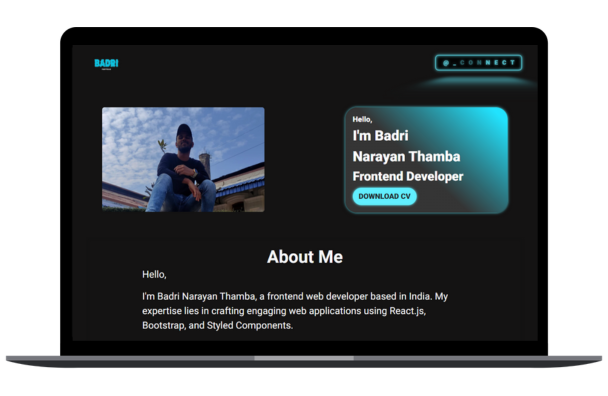 BADRI
@_CONNECT
Hello,
I'm Badri
Narayan Thamba
Frontend Developer
DOWNLOAD CV
About Me
Hello,
I'm Badri Narayan Thamba, a frontend web developer based in India. My
expertise lies in crafting engaging web applications using React.js,
Bootstrap, and Styled Components.